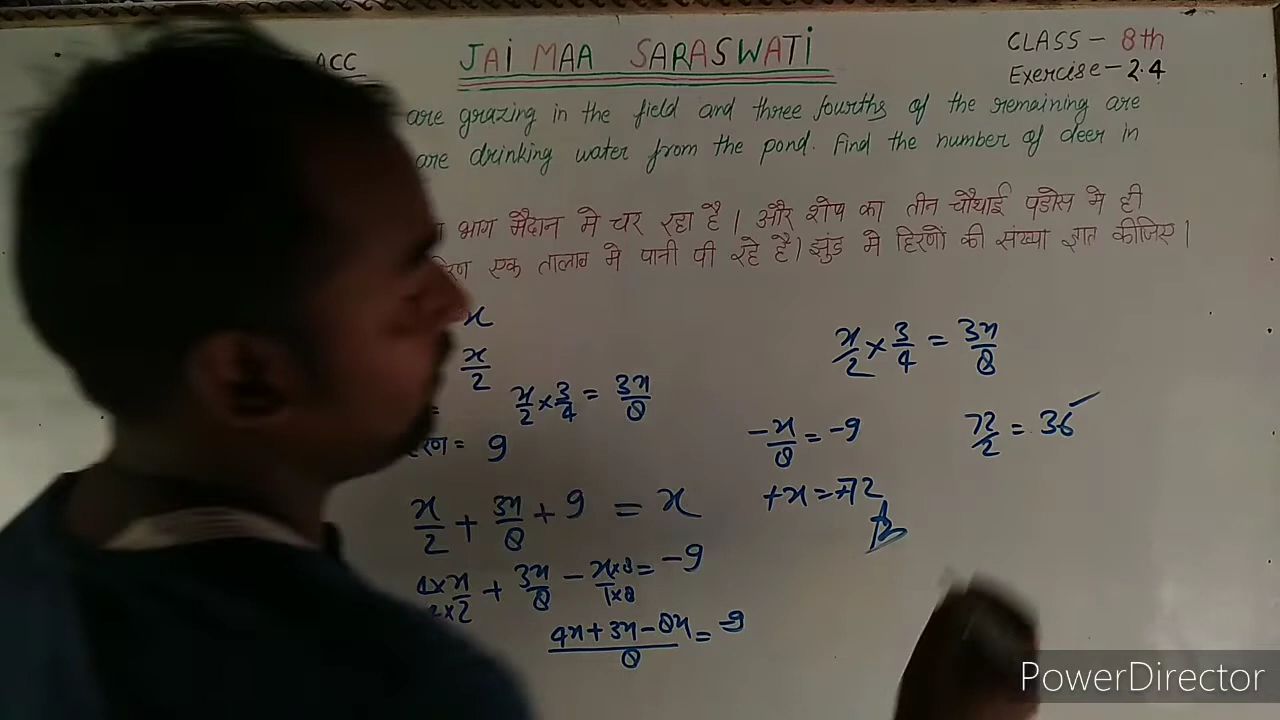 ACC
JAI MAA SARASWATI
CLASS - 8th
Exercise - 2.4
are grazing in the field and three fourths of the remaining are
are drinking water from the pond. Find the number of deer in
भाग मैदान मे चर रहा है। और शेष का तीन चौथाई पडोस मे ही
एक तालाब मे पानी पी रहे है। झुंड मे हिरणों की संख्या ज्ञात कीजिए।
x
x/2
= x/2 × 3/4 = 3x/8
= 9
x/2 + 3x/8 + 9 = x
4×x/2×2 + 3x/8 - x×8/1×8 = -9
4x + 3x - 8x/8 = -9
x/2 × 3/4 = 3x/8
-x/8 = -9
72/2 = 36
+x = +72
PowerDirector